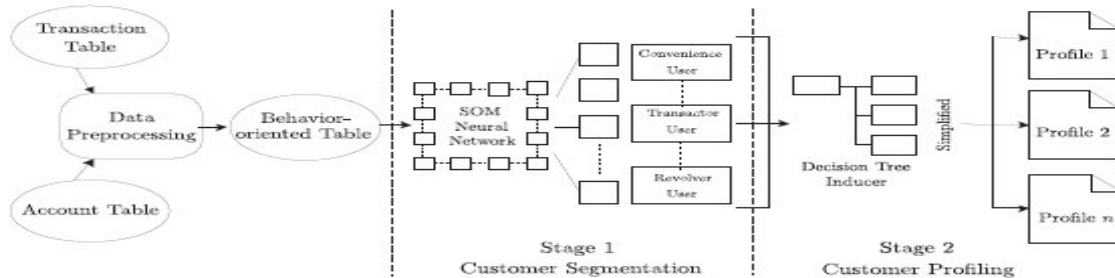 Transaction
Table
Data
Preprocessing
Account Table
Behavior-
oriented Table
SOM
Neural
Network
Convenience
User
Transactor
User
Revolver
User
Stage 1
Customer Segmentation
Decision Tree
Inducer
Simplified
Profile 1
Profile 2
Profile n
Stage 2
Customer Profiling